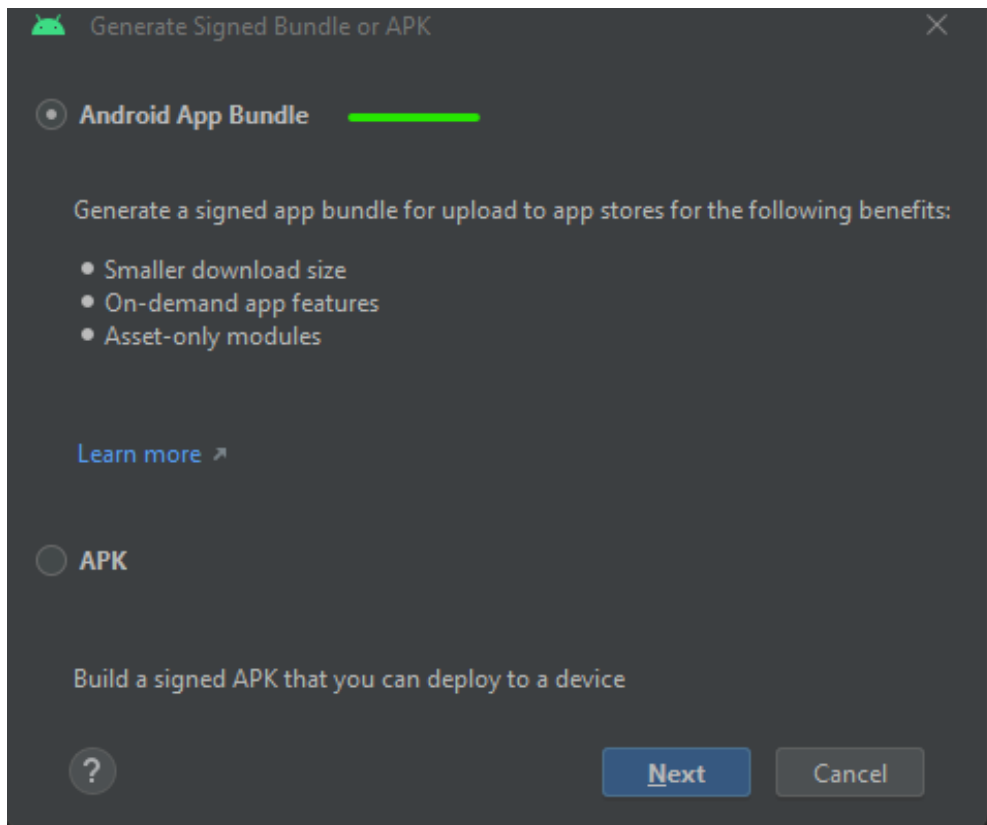 Generate Signed Bundle or APK
Android App Bundle
Generate a signed app bundle for upload to app stores for the following benefits:
• Smaller download size
• On-demand app features
• Asset-only modules
Learn more ↗
APK
Build a signed APK that you can deploy to a device
? Next Cancel